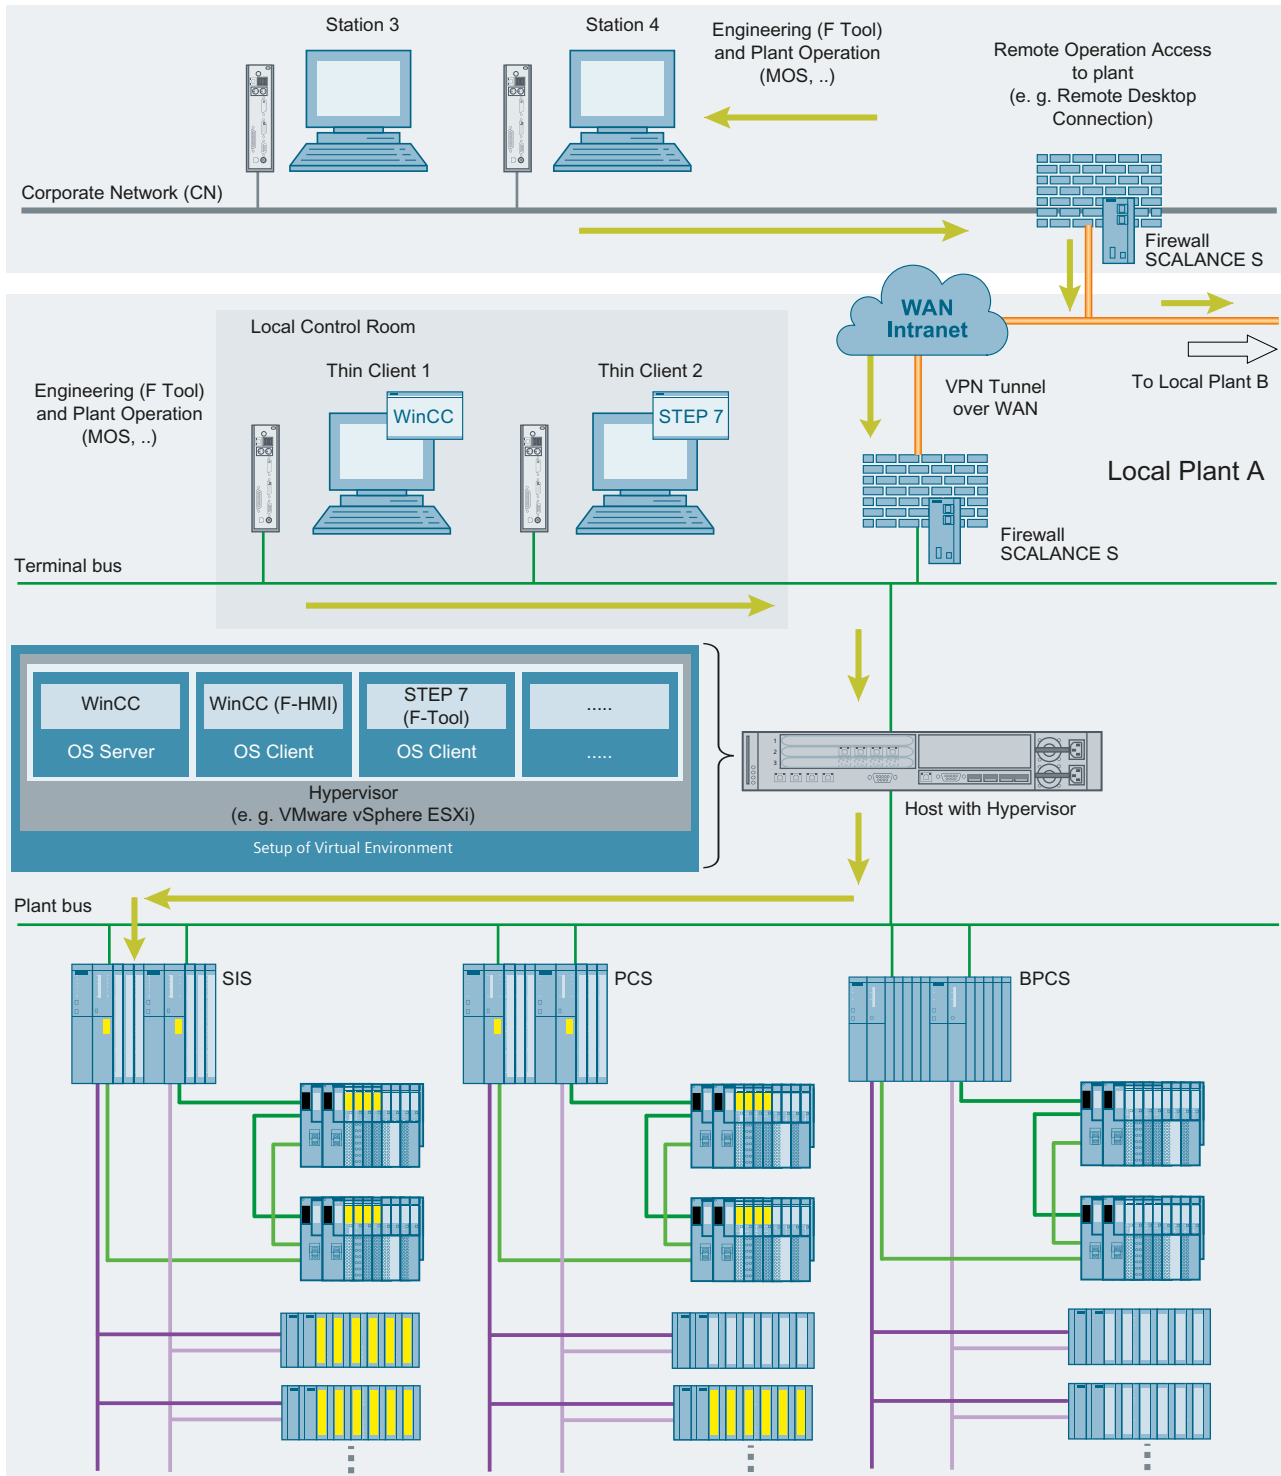 Station 3
Station 4
Engineering (F Tool)
and Plant Operation
(MOS, ..)
Remote Operation Access
to plant
(e. g. Remote Desktop
Connection)
Corporate Network (CN)
Firewall
SCALANCE S
WAN
Intranet
Local Control Room
Thin Client 1
Thin Client 2
WinCC
STEP 7
Engineering (F Tool)
and Plant Operation
(MOS, ..)
VPN Tunnel
over WAN
To Local Plant B
Local Plant A
Firewall
SCALANCE S
Terminal bus
WinCC
OS Server
WinCC (F-HMI)
OS Client
STEP 7
(F-Tool)
OS Client
.....
.....
Hypervisor
(e. g. VMware vSphere ESXi)
Setup of Virtual Environment
1
2
3
Host with Hypervisor
Plant bus
SIS
PCS
BPCS